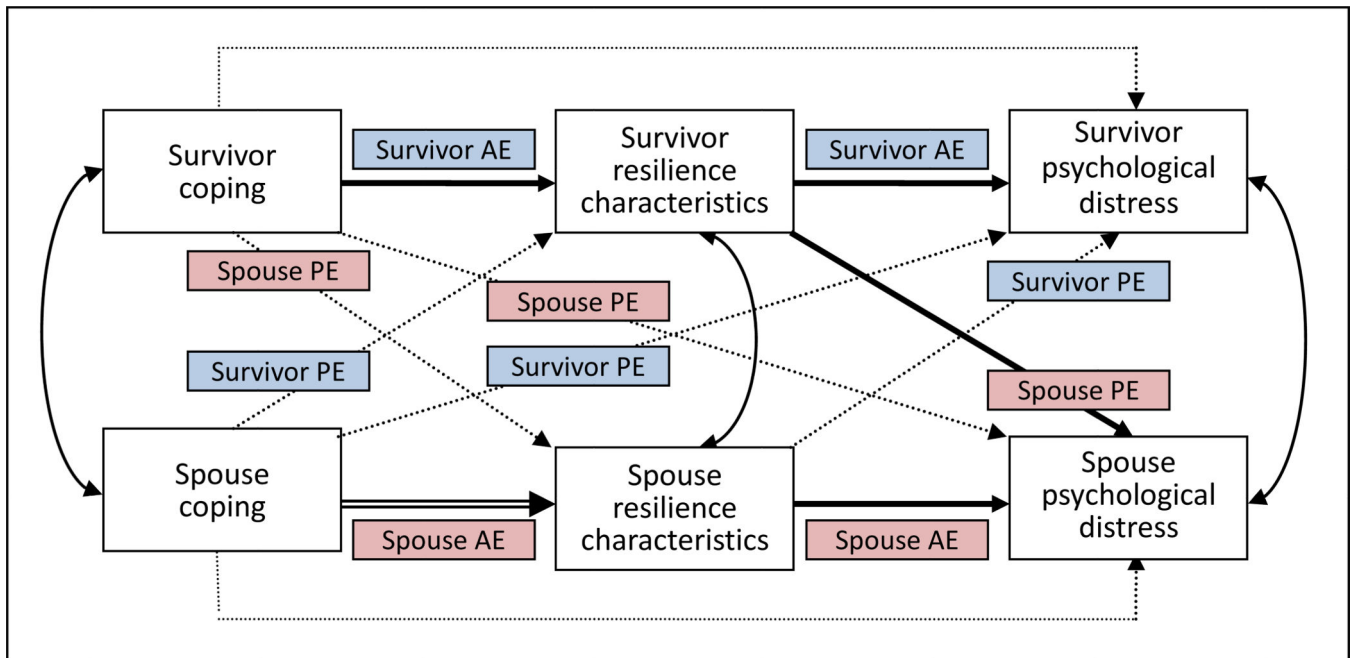 Survivor
coping
Survivor AE
Survivor
resilience
characteristics
Survivor AE
Survivor
psychological
distress
Spouse PE
Spouse PE
Survivor PE
Survivor PE
Survivor PE
Spouse PE
Spouse
coping
Spouse AE
Spouse
resilience
characteristics
Spouse AE
Spouse
psychological
distress